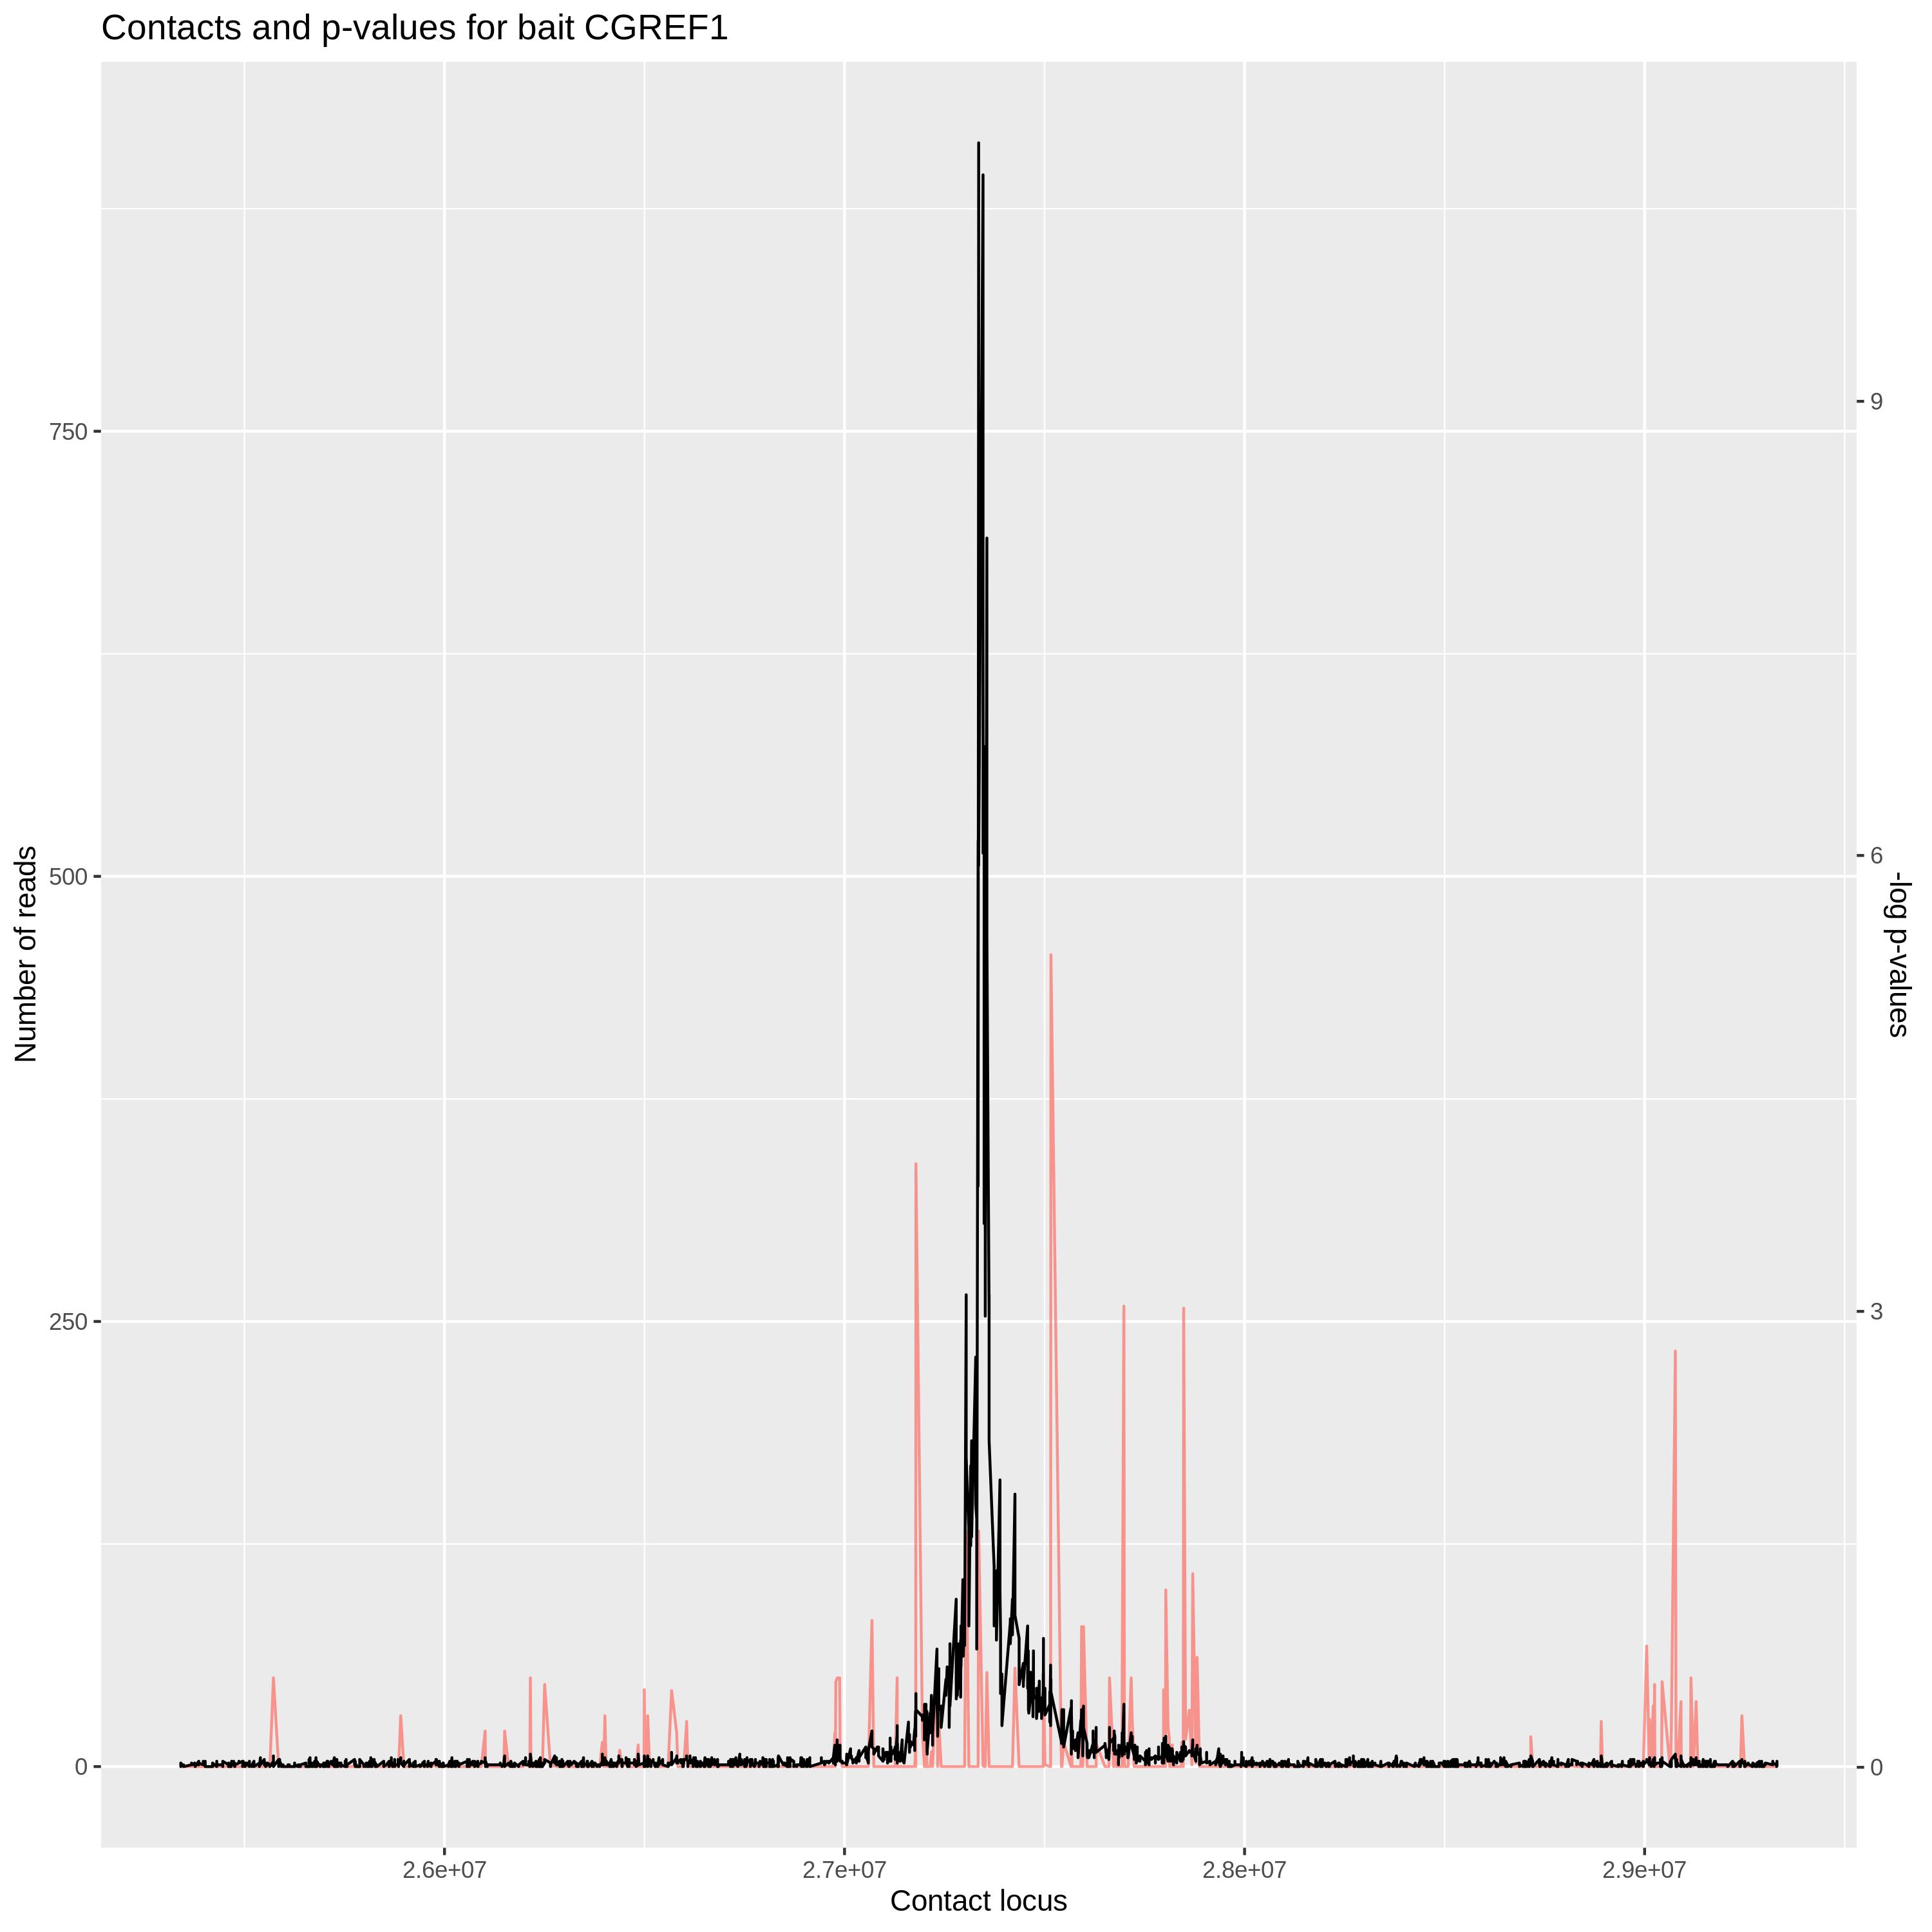 Contacts and p-values for bait CGREF1
Number of reads
750
500
250
0
9
6
3
0
-log p-values
2.6e+07 2.7e+07 2.8e+07 2.9e+07
Contact locus